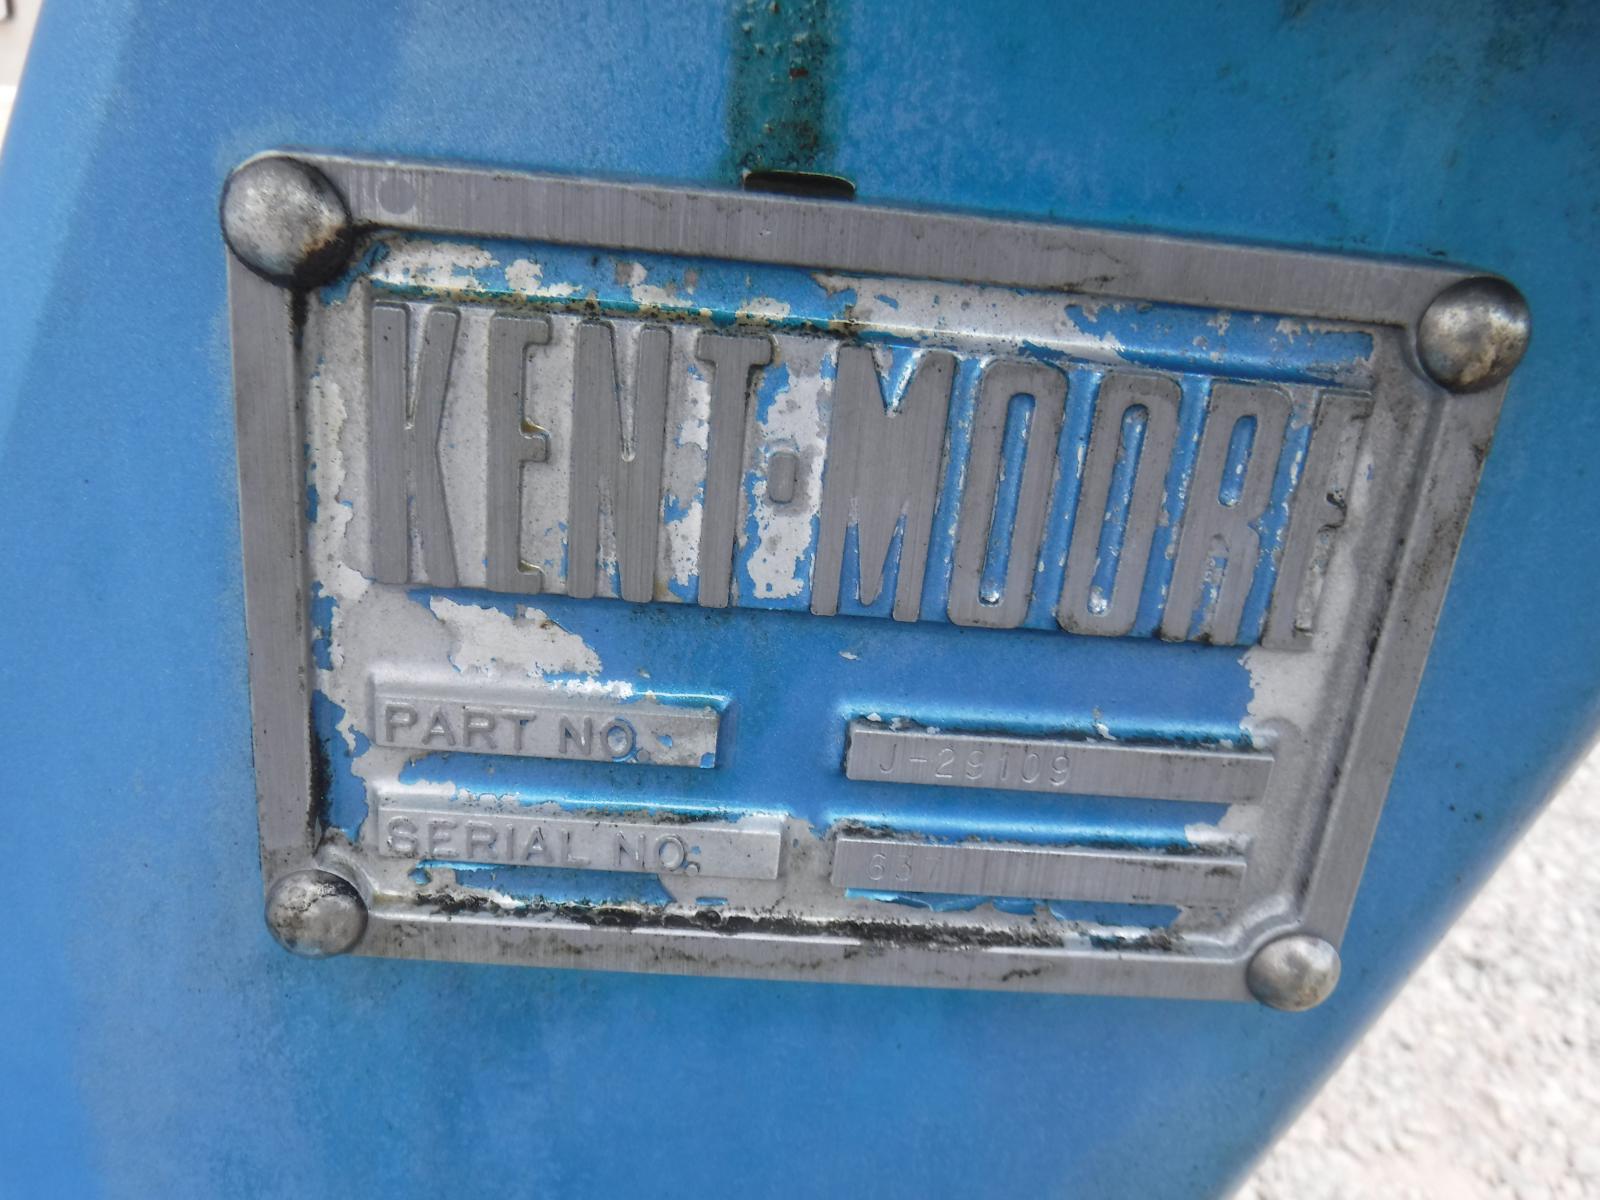 KENT-MOORE
PART NO. J-29109
SERIAL NO. 637